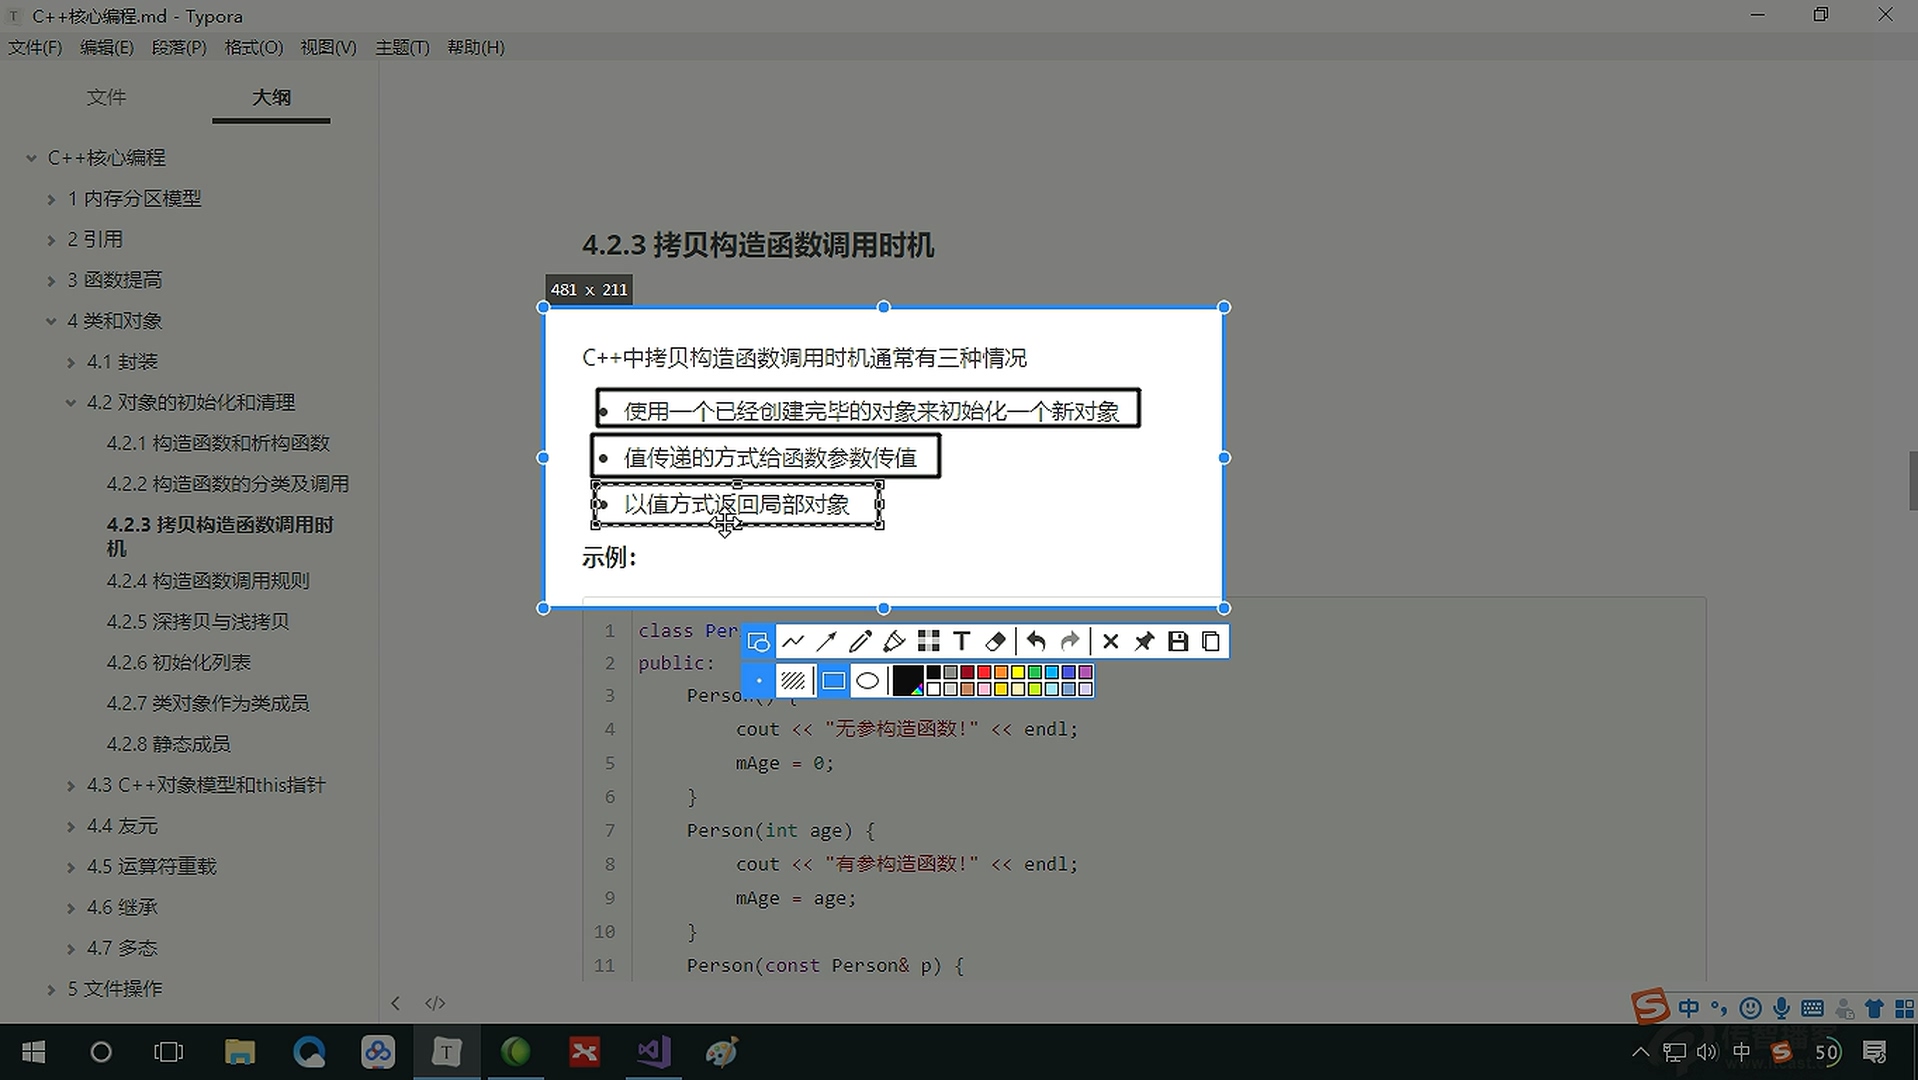 C++核心编程.md - Typora
文件(F) 编辑(E) 段落(P) 格式(O) 视图(V) 主题(T) 帮助(H)
文件 大纲
C++核心编程
1 内存分区模型
2 引用
3 函数提高
4 类和对象
4.1 封装
4.2 对象的初始化和清理
4.2.1 构造函数和析构函数
4.2.2 构造函数的分类及调用
4.2.3 拷贝构造函数调用时
机
4.2.4 构造函数调用规则
4.2.5 深拷贝与浅拷贝
4.2.6 初始化列表
4.2.7 类对象作为类成员
4.2.8 静态成员
4.3 C++对象模型和this指针
4.4 友元
4.5 运算符重载
4.6 继承
4.7 多态
5 文件操作
4.2.3 拷贝构造函数调用时机
481 x 211
C++中拷贝构造函数调用时机通常有三种情况
使用一个已经创建完毕的对象来初始化一个新对象
值传递的方式给函数参数传值
以值方式返回局部对象
示例：
1 class Per
2 public:
3 Person() {
4 cout << "无参构造函数!" << endl;
5 mAge = 0;
6 }
7 Person(int age) {
8 cout << "有参构造函数!" << endl;
9 mAge = age;
10 }
11 Person(const Person& p) {
中
中 50